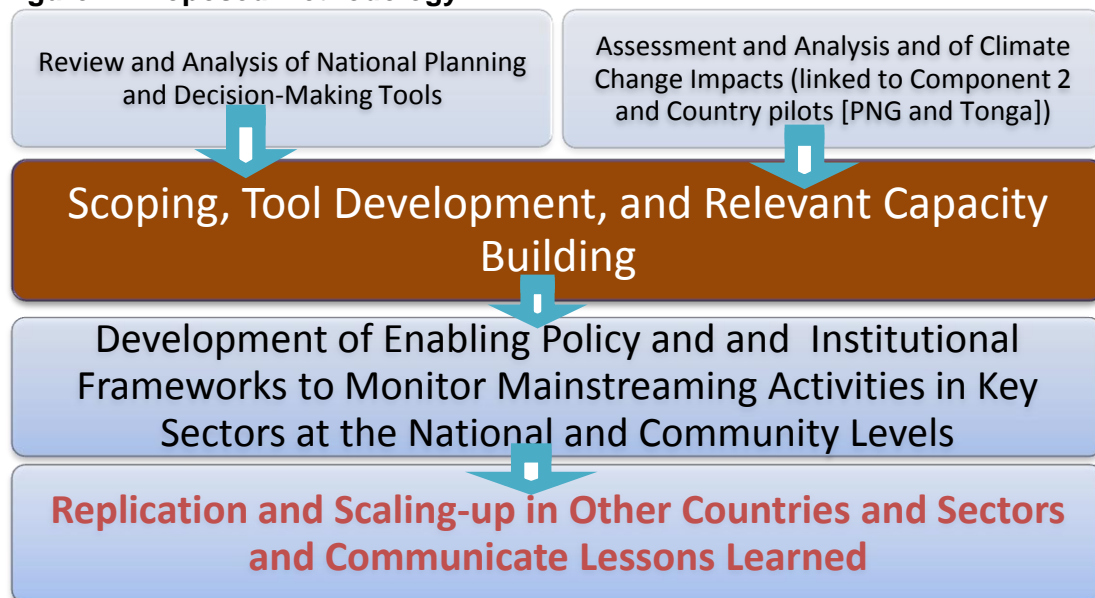 Proposed Methodology
Review and Analysis of National Planning
and Decision-Making Tools
Assessment and Analysis and of Climate
Change Impacts (linked to Component 2
and Country pilots [PNG and Tonga])
Scoping, Tool Development, and Relevant Capacity
Building
Development of Enabling Policy and and Institutional
Frameworks to Monitor Mainstreaming Activities in Key
Sectors at the National and Community Levels
Replication and Scaling-up in Other Countries and Sectors
and Communicate Lessons Learned